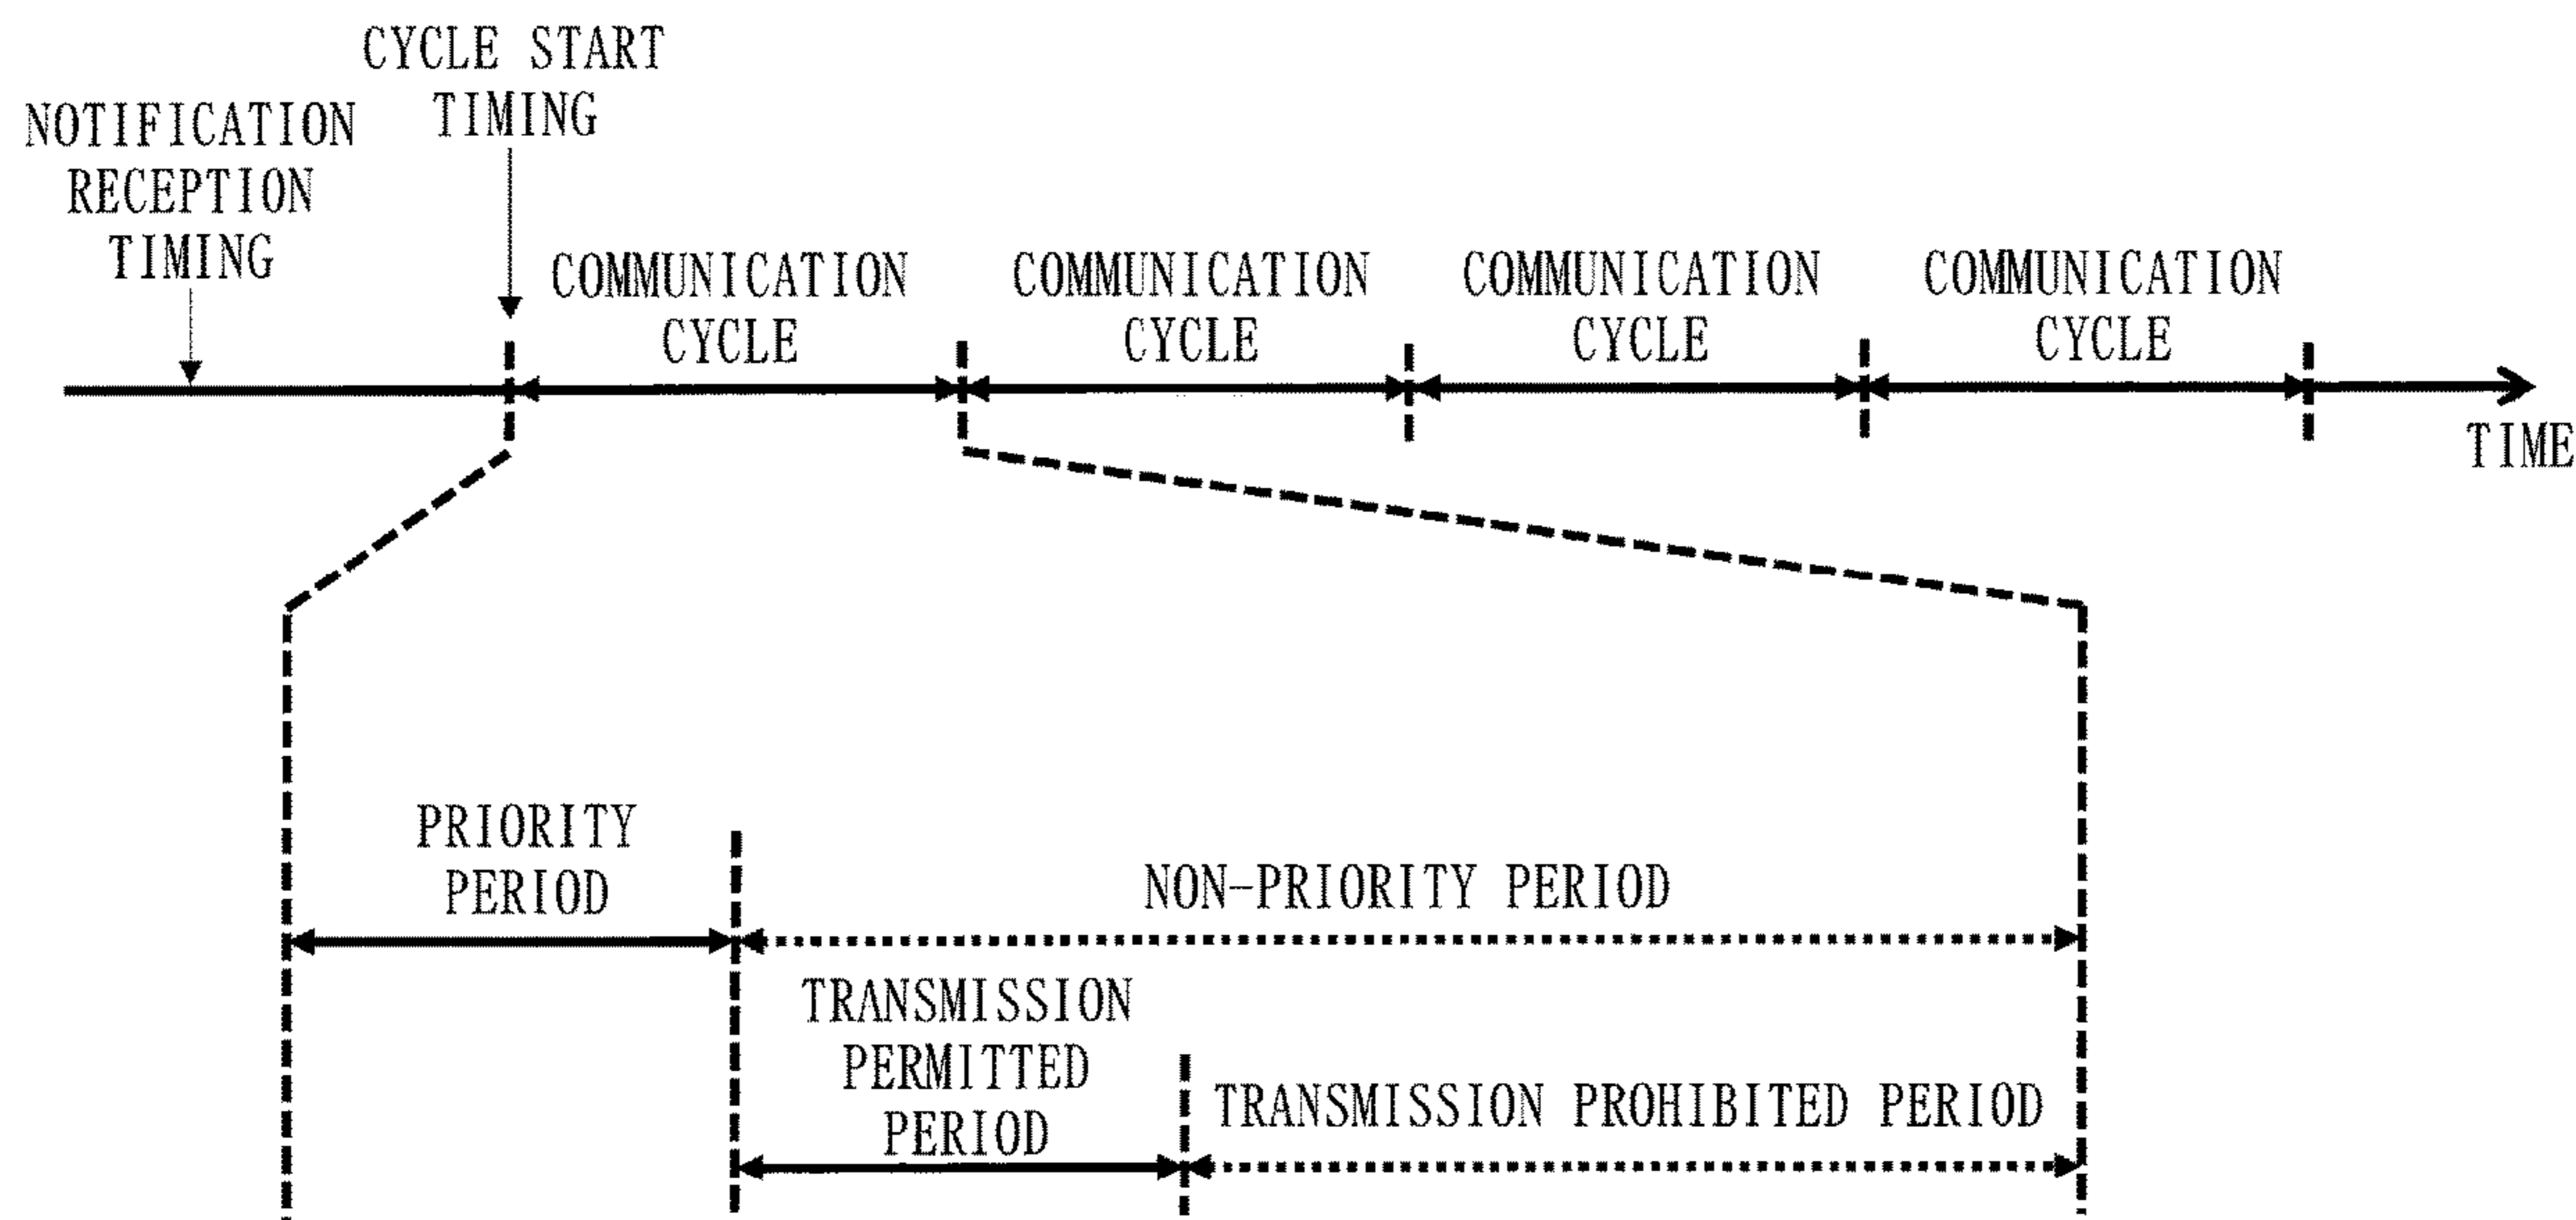 CYCLE START
TIMING
NOTIFICATION
RECEPTION
TIMING
COMMUNICATION
CYCLE
COMMUNICATION
CYCLE
COMMUNICATION
CYCLE
COMMUNICATION
CYCLE
TIME
PRIORITY
PERIOD
NON-PRIORITY PERIOD
TRANSMISSION
PERMITTED
PERIOD
TRANSMISSION PROHIBITED PERIOD